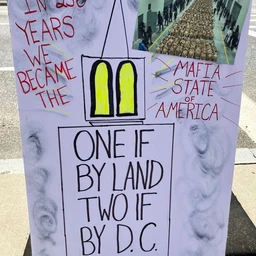 IN 250
YEARS
WE
BECAME
THE
MAFIA
STATE
OF
AMERICA
ONE IF
BY LAND
TWO IF
BY D.C.